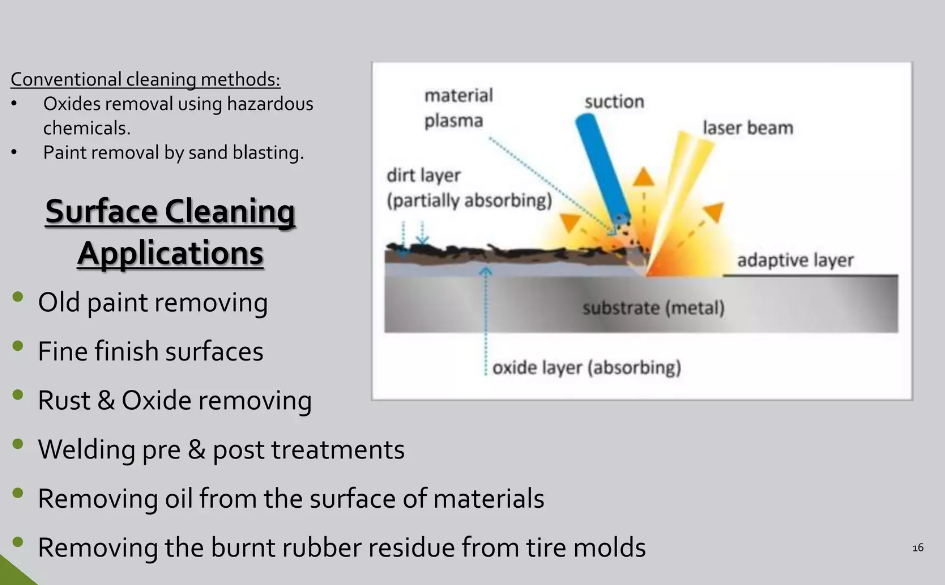 Conventional cleaning methods:
• Oxides removal using hazardous
chemicals.
• Paint removal by sand blasting.
Surface Cleaning
Applications
• Old paint removing
• Fine finish surfaces
• Rust & Oxide removing
• Welding pre & post treatments
• Removing oil from the surface of materials
• Removing the burnt rubber residue from tire molds
material
plasma
suction
laser beam
dirt layer
(partially absorbing)
adaptive layer
substrate (metal)
oxide layer (absorbing)
16